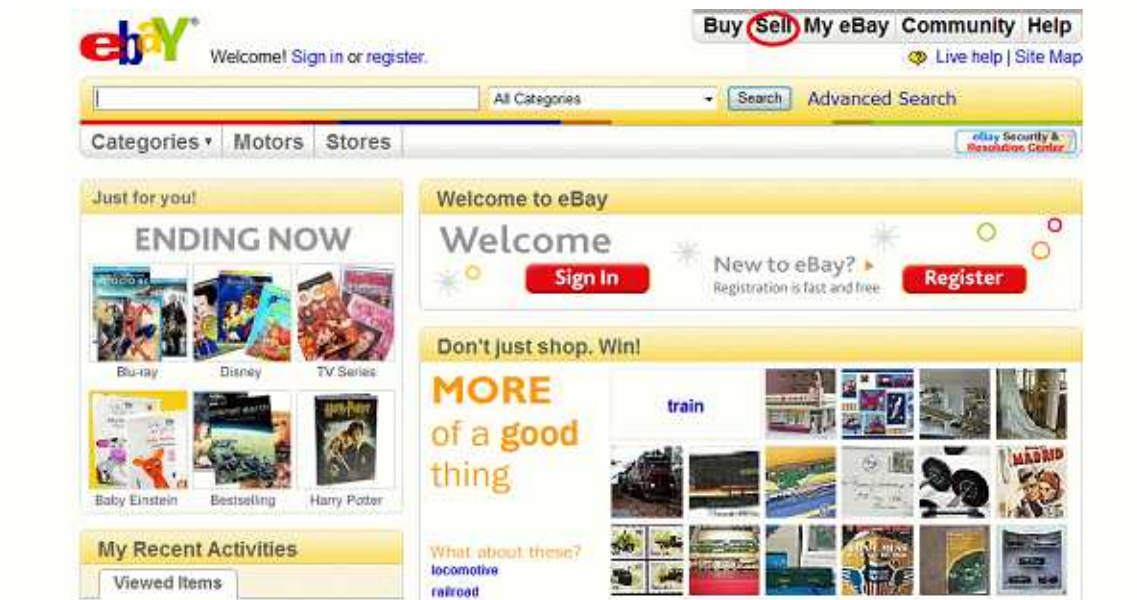 ebY
Buy Sell My eBay Community Help
Welcome! Sign in or register.
Live help | Site Map
All Categories
Search
Advanced Search
Categories
Motors
Stores
eBay Security &
Resolution Center
Just for you!
ENDING NOW
Blu-ray
Disney
TV Series
Baby Einstein
Bestselling
Harry Potter
My Recent Activities
Viewed Items
Welcome to eBay
Welcome
Sign In
New to eBay?
Registration is fast and free
Register
Don't just shop. Win!
MORE
of a good
thing
train
MADRID
What about these?
locomotive
railroad